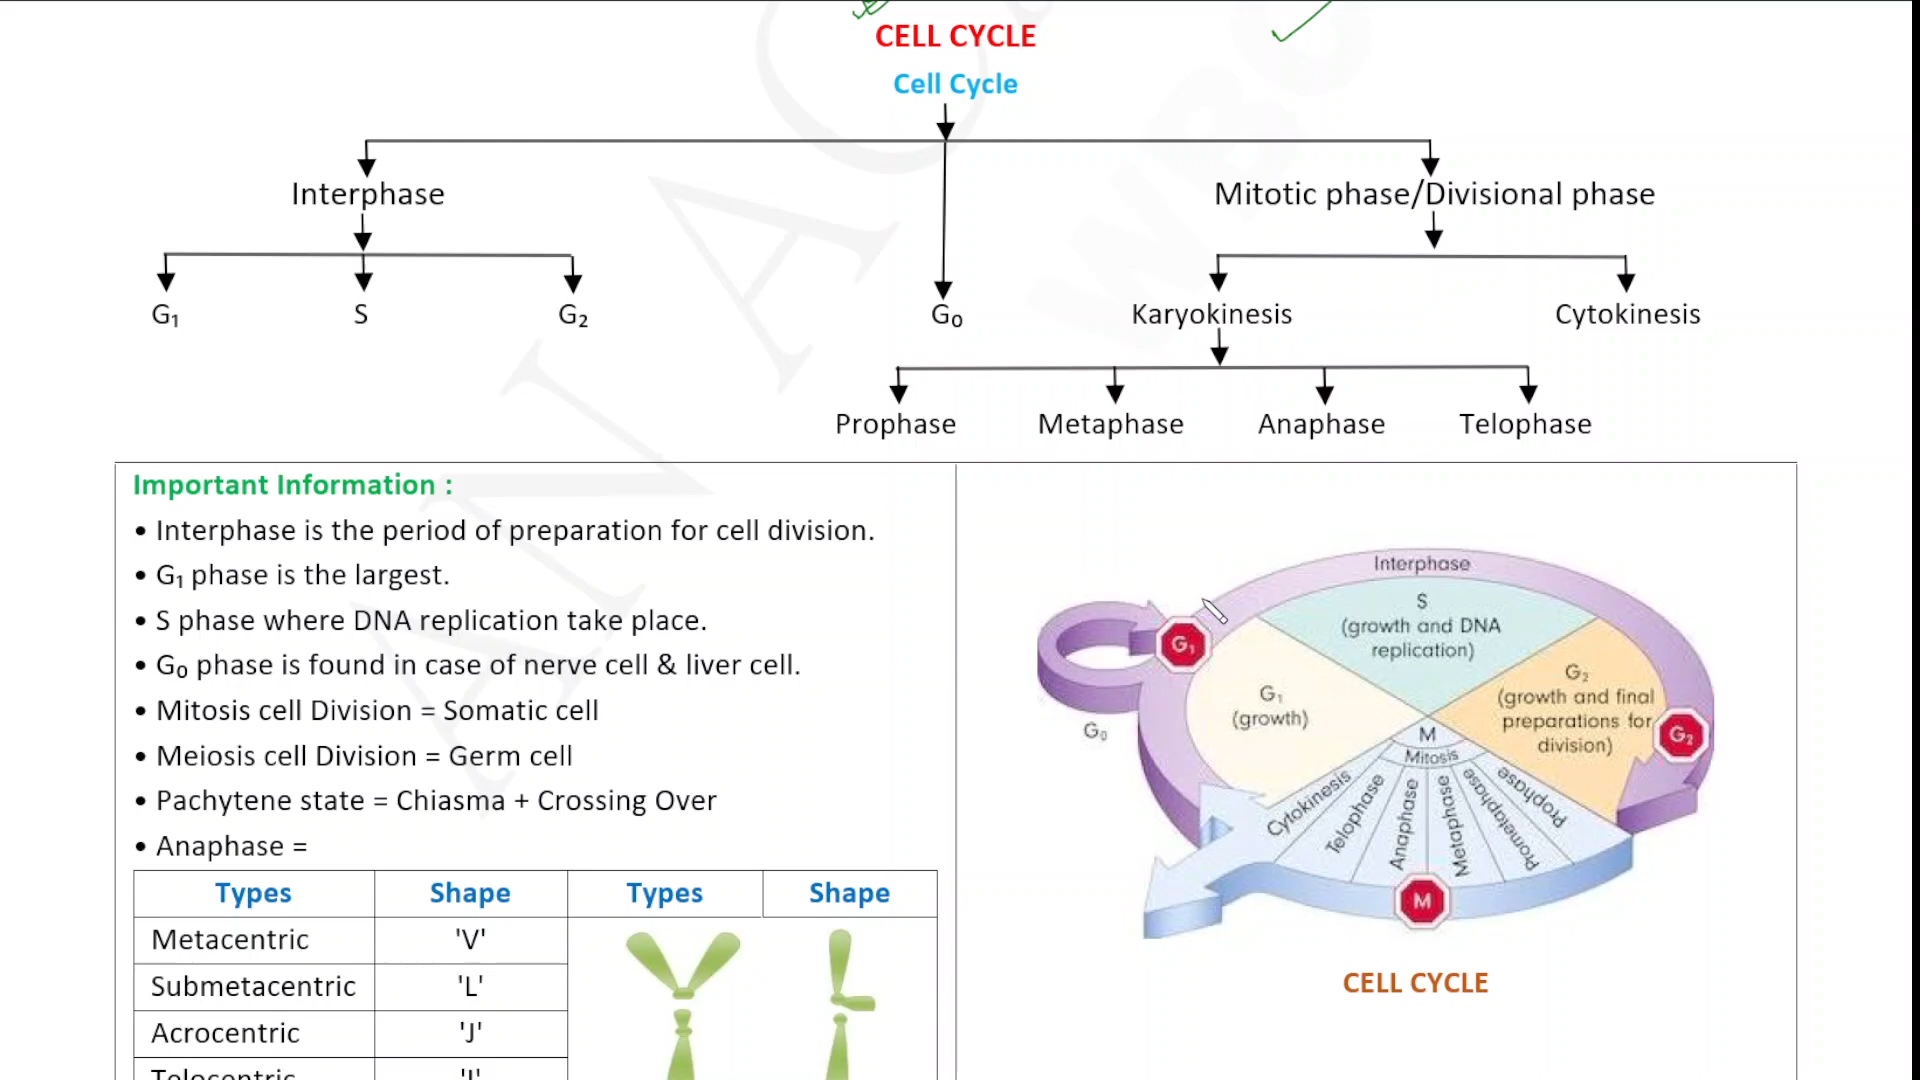 CELL CYCLE
Cell Cycle
Interphase
Mitotic phase/Divisional phase
G₁
S
G₂
G₀
Karyokinesis
Cytokinesis
Prophase
Metaphase
Anaphase
Telophase
Important Information :
• Interphase is the period of preparation for cell division.
• G₁ phase is the largest.
• S phase where DNA replication take place.
• G₀ phase is found in case of nerve cell & liver cell.
• Mitosis cell Division = Somatic cell
• Meiosis cell Division = Germ cell
• Pachytene state = Chiasma + Crossing Over
• Anaphase =
Types Shape Types Shape
Metacentric 'V'
Submetacentric 'L'
Acrocentric 'J'
Telocentric 'I'
Interphase
S
(growth and DNA
replication)
G₁
G₁
(growth)
G₀
G₂
(growth and final
preparations for
division)
G₂
M
Mitosis
Cytokinesis
Telophase
Anaphase
Metaphase
Prometaphase
Prophase
M
CELL CYCLE